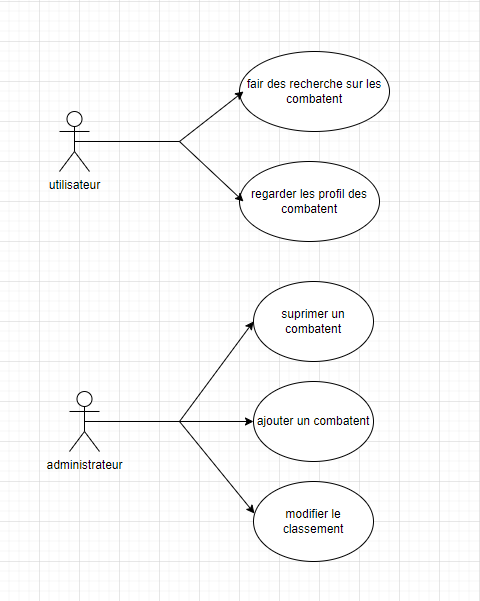 fair des recherche sur les
combatent
utilisateur
regarder les profil des
combatent
suprimer un
combatent
ajouter un combatent
administrateur
modifier le
classement